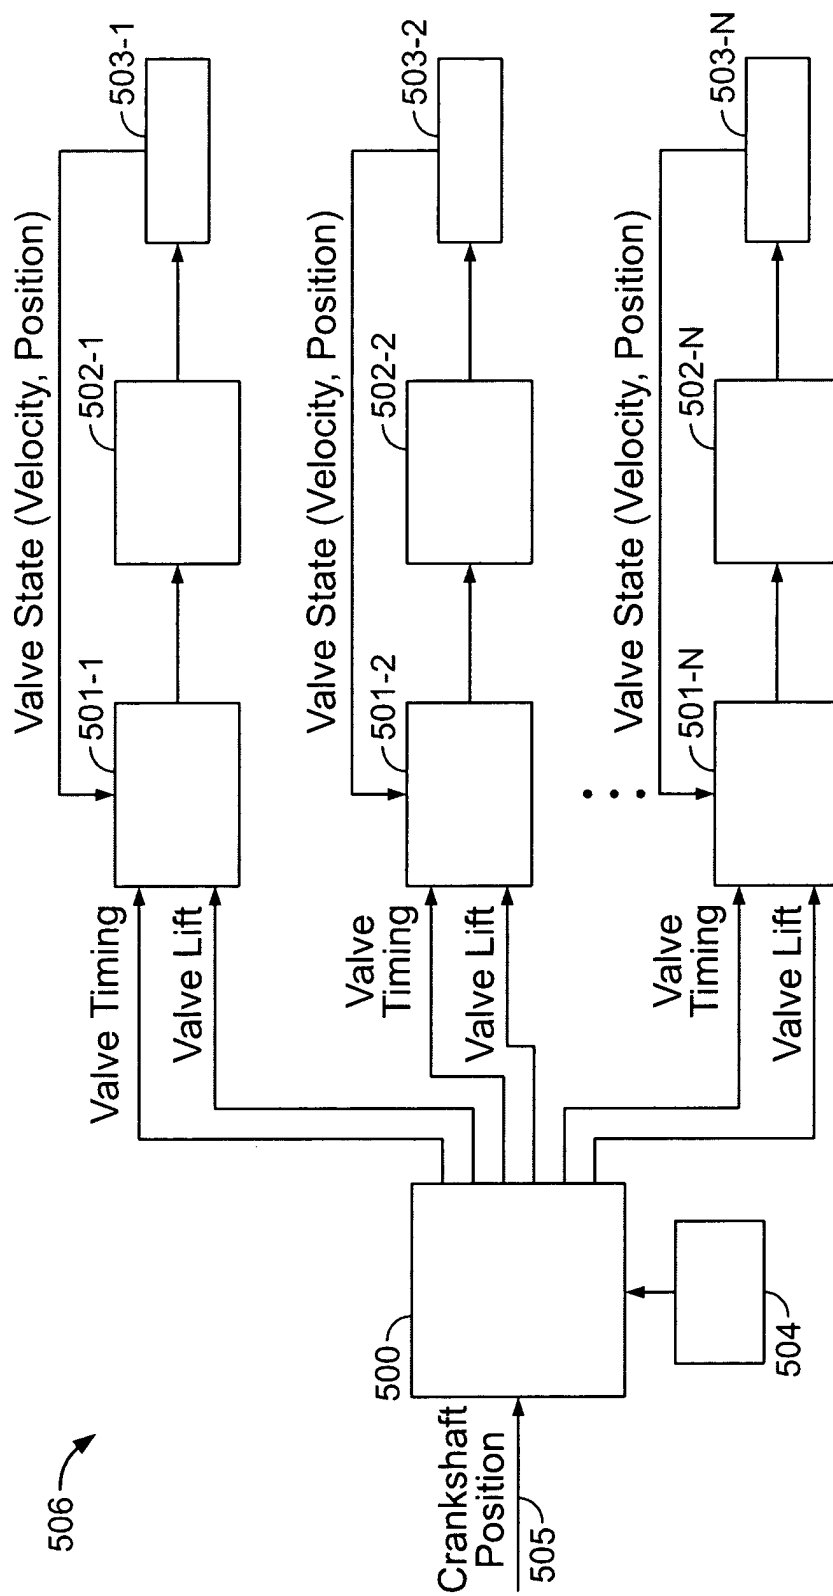 506
Crankshaft
Position
505
500
504
Valve Timing
Valve Lift
501-1
502-1
503-1
Valve State (Velocity, Position)
Valve
Timing
Valve Lift
501-2
502-2
503-2
Valve State (Velocity, Position)
Valve
Timing
Valve Lift
501-N
502-N
503-N
Valve State (Velocity, Position)